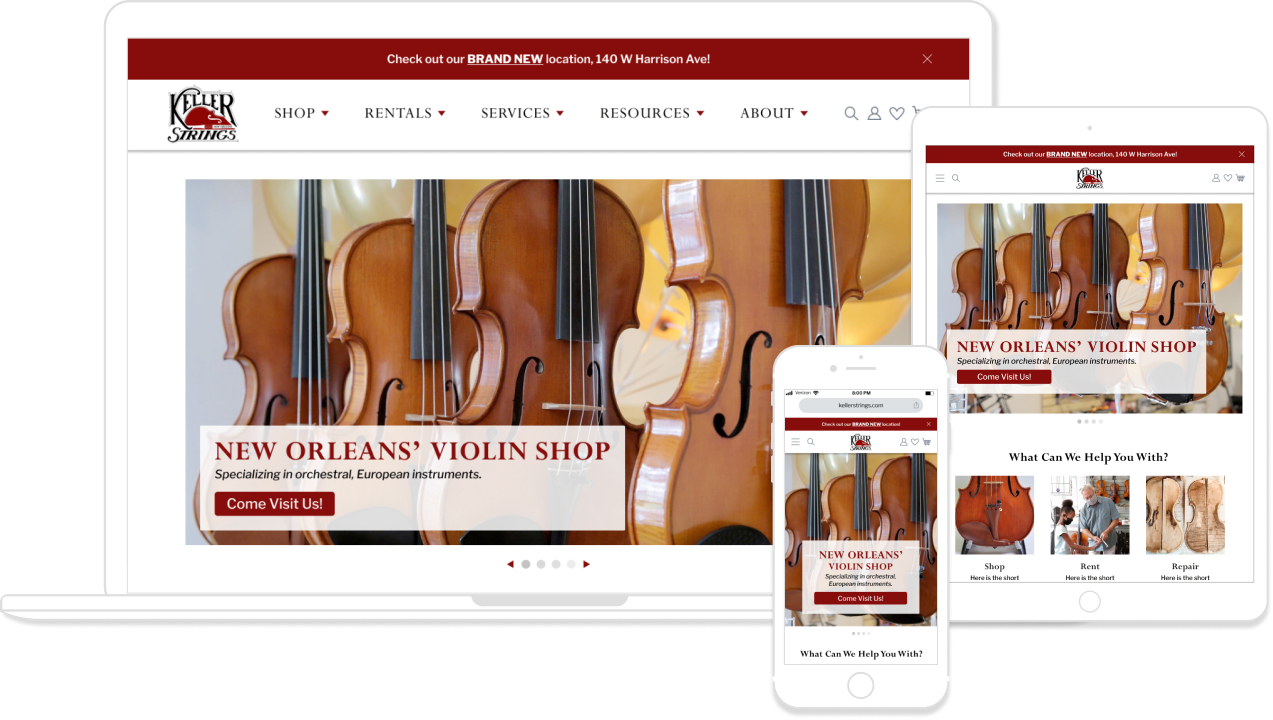 Check out our BRAND NEW location, 140 W Harrison Ave!
KELLER
STRINGS
SHOP
RENTALS
SERVICES
RESOURCES
ABOUT
NEW ORLEANS’ VIOLIN SHOP
Specializing in orchestral, European instruments.
Come Visit Us!
Check out our BRAND NEW location, 140 W Harrison Ave!
KELLER
STRINGS
NEW ORLEANS’ VIOLIN SHOP
Specializing in orchestral, European instruments.
Come Visit Us!
What Can We Help You With?
Shop
Rent
Repair
Here is the short
Here is the short
Here is the short
Verizon
8:00 PM
kellerstrings.com
Check out our BRAND NEW location!
KELLER
STRINGS
NEW ORLEANS’
VIOLIN SHOP
Specializing in orchestral,
European instruments.
Come Visit Us!
What Can We Help You With?